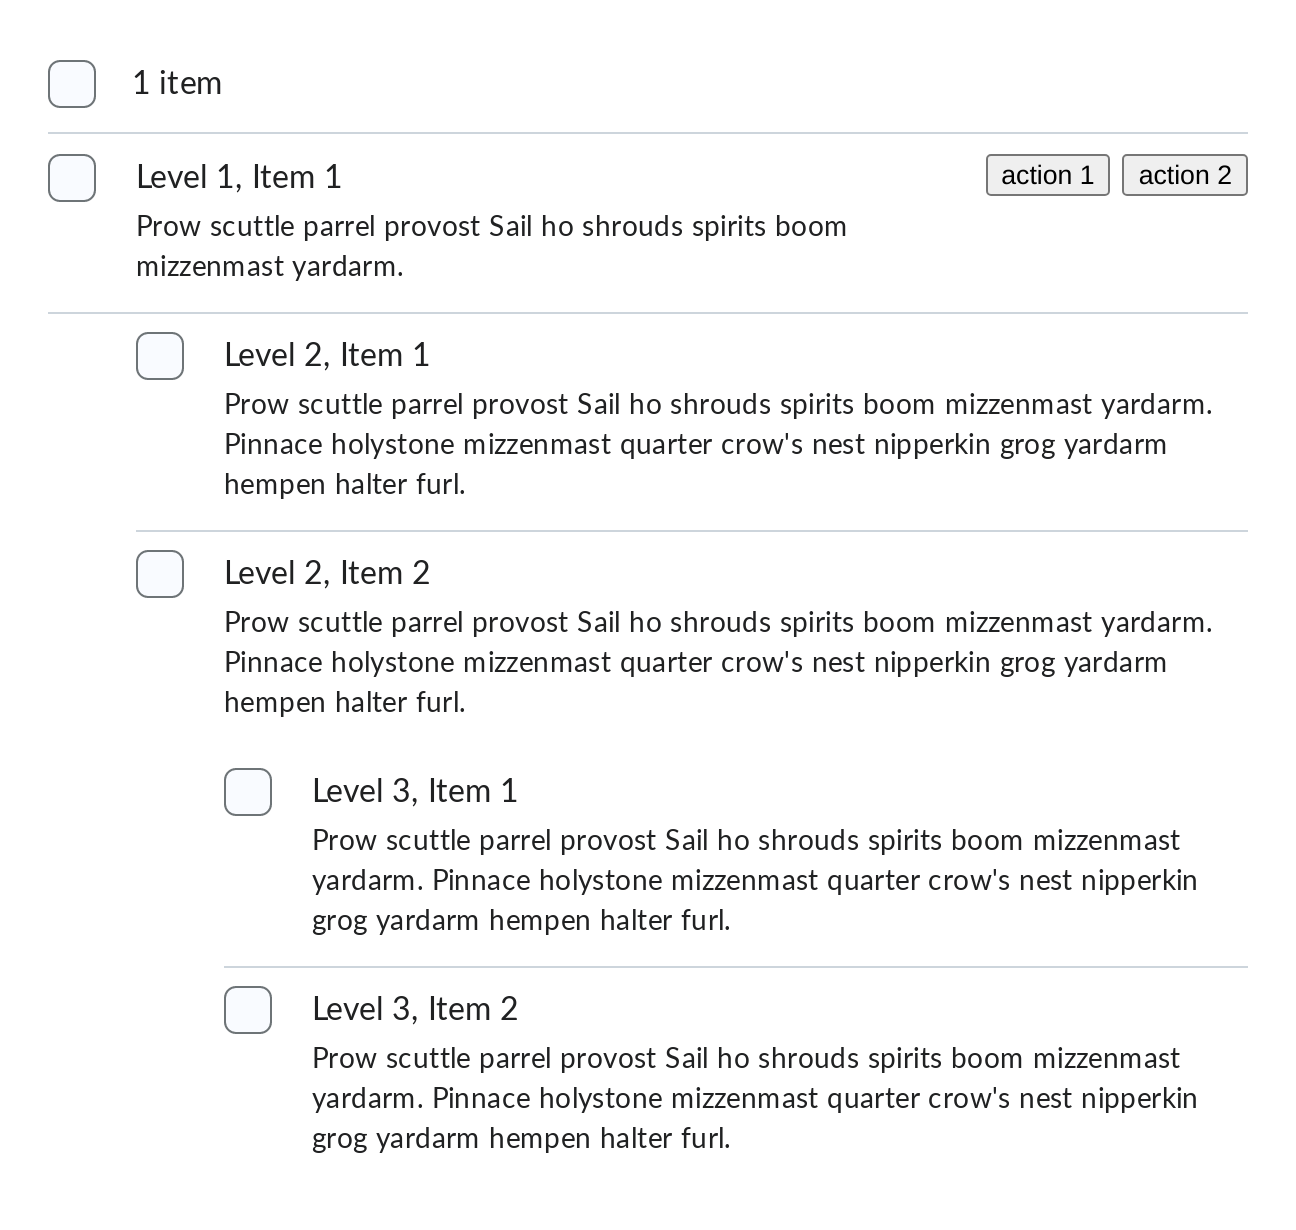 1 item
Level 1, Item 1
action 1
action 2
Prow scuttle parrel provost Sail ho shrouds spirits boom
mizzenmast yardarm.
Level 2, Item 1
Prow scuttle parrel provost Sail ho shrouds spirits boom mizzenmast yardarm.
Pinnace holystone mizzenmast quarter crow's nest nipperkin grog yardarm
hempen halter furl.
Level 2, Item 2
Prow scuttle parrel provost Sail ho shrouds spirits boom mizzenmast yardarm.
Pinnace holystone mizzenmast quarter crow's nest nipperkin grog yardarm
hempen halter furl.
Level 3, Item 1
Prow scuttle parrel provost Sail ho shrouds spirits boom mizzenmast
yardarm. Pinnace holystone mizzenmast quarter crow's nest nipperkin
grog yardarm hempen halter furl.
Level 3, Item 2
Prow scuttle parrel provost Sail ho shrouds spirits boom mizzenmast
yardarm. Pinnace holystone mizzenmast quarter crow's nest nipperkin
grog yardarm hempen halter furl.